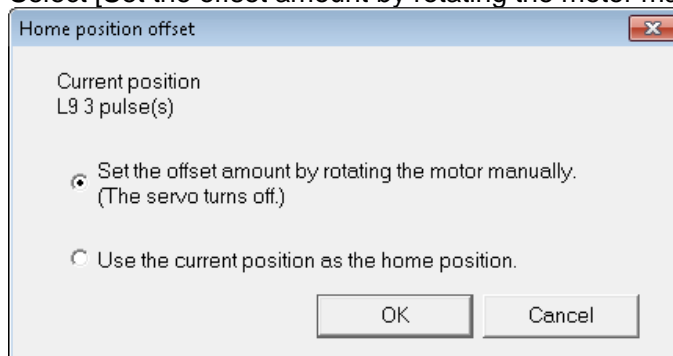 Select [Set the offset amount by rotating the motor
Home position offset
Current position
L9 3 pulse(s)
Set the offset amount by rotating the motor manually.
(The servo turns off.)
Use the current position as the home position.
OK Cancel